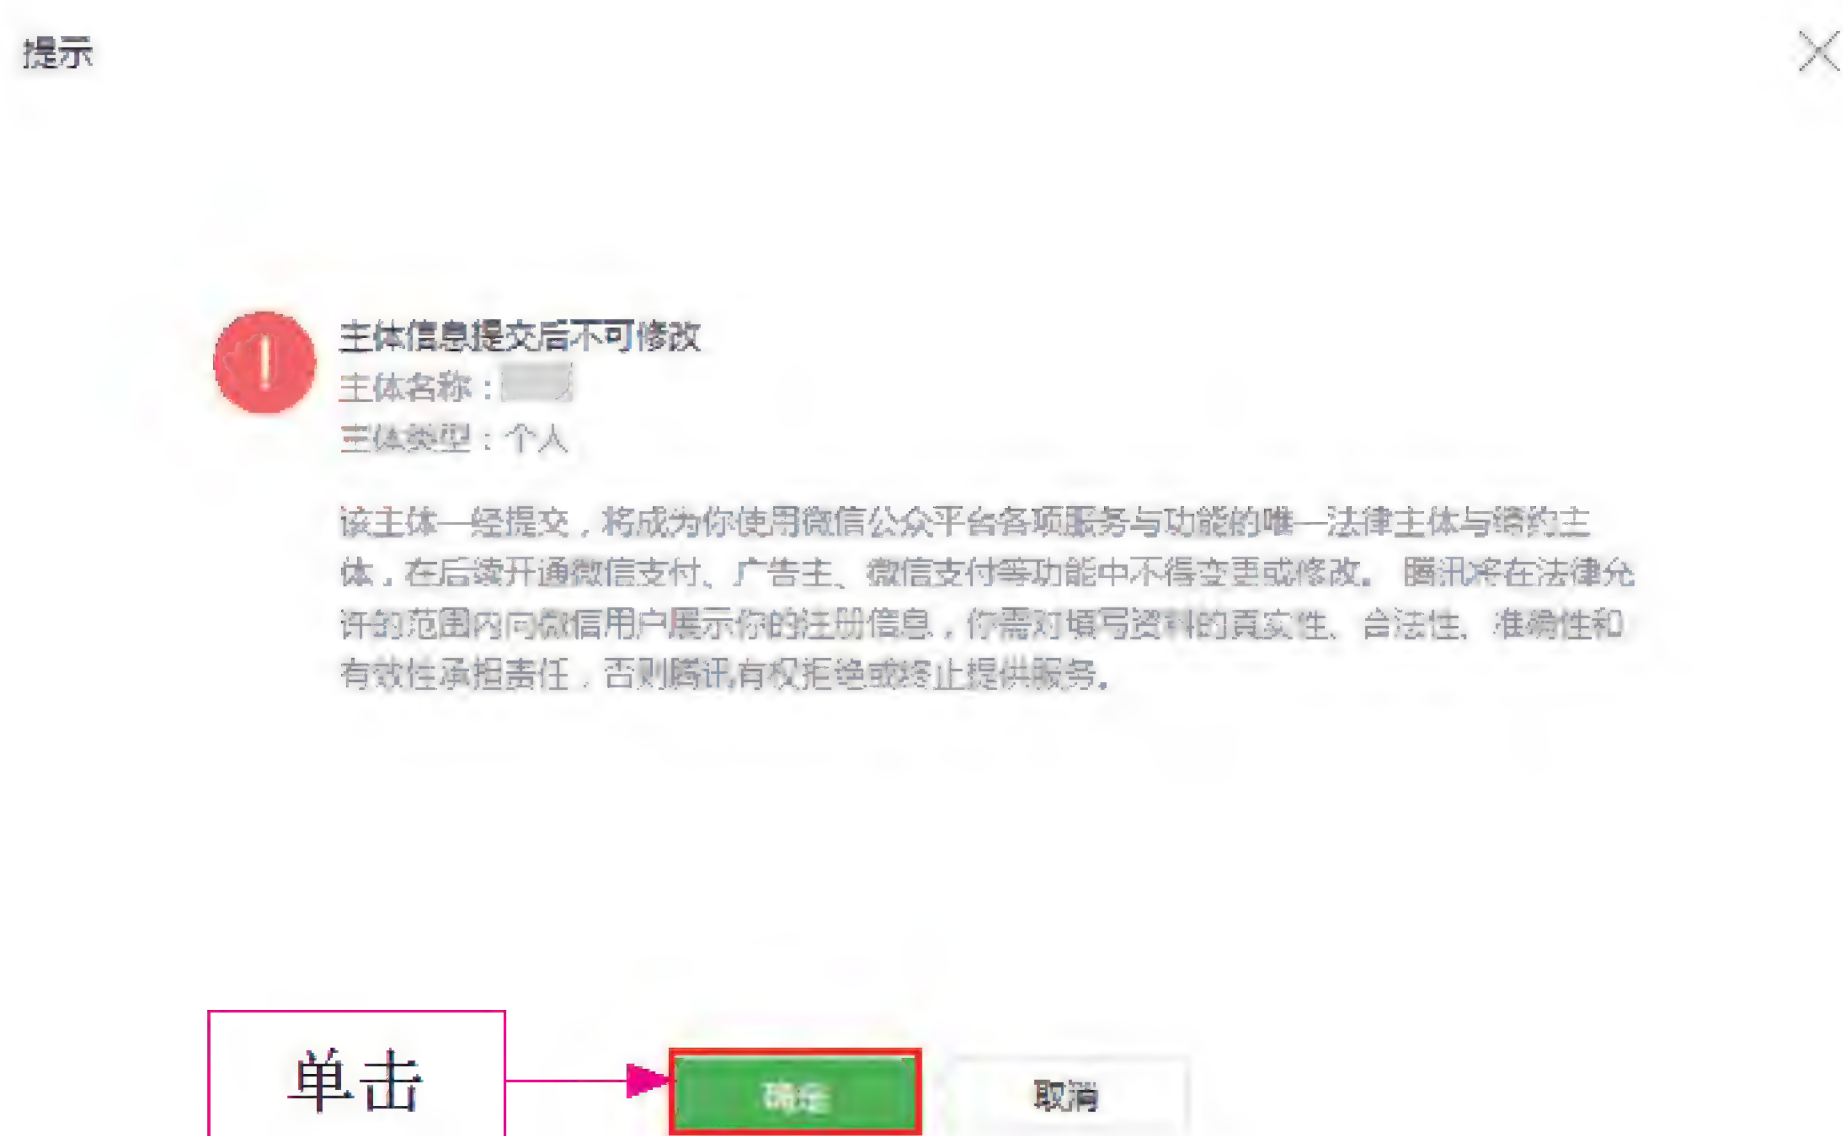 提示
主体信息提交后不可修改
主体名称：
主体类型：个人
该主体一经提交，将成为你使用微信公众平台各项服务与功能的唯一法律主体与缔约主
体，在后续开通微信支付、广告主、微信支付等功能中不得变更或修改。 腾讯将在法律允
许的范围内向微信用户展示你的注册信息，你需对填写资料的真实性、合法性、准确性和
有效性承担责任，否则腾讯有权拒绝或终止提供服务。
单击
确定
取消